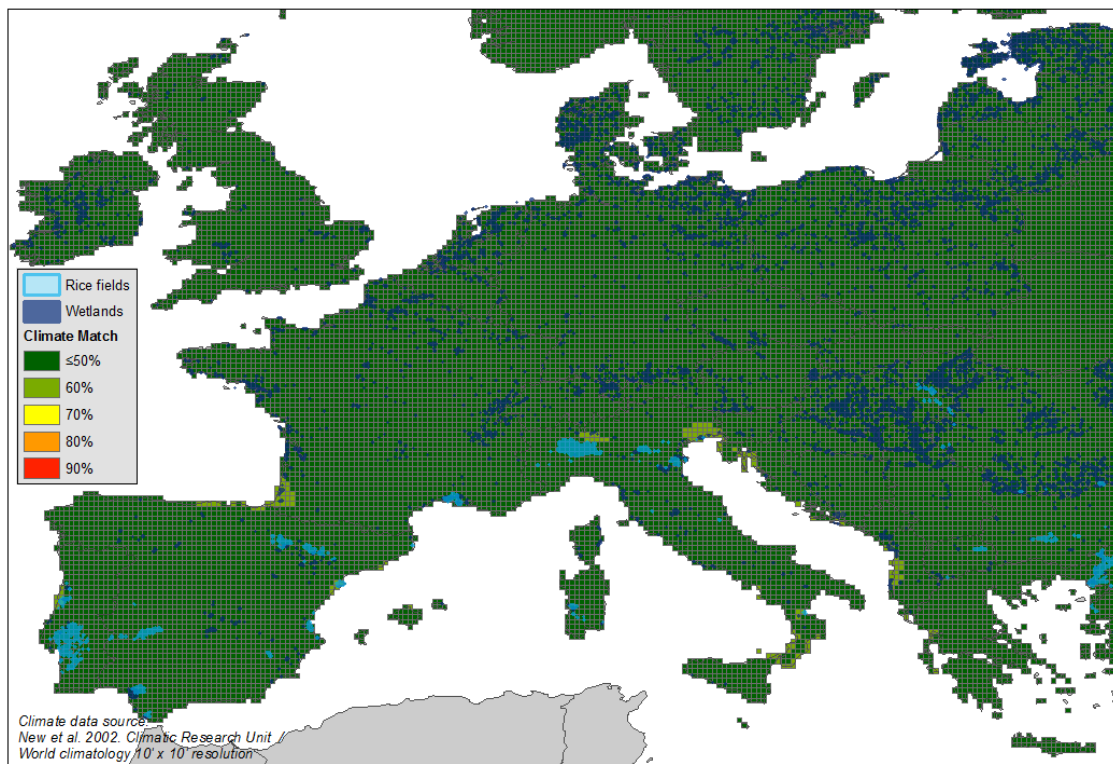 Rice fields
Wetlands
Climate Match
≤50%
60%
70%
80%
90%
Climate data source:
New et al. 2002. Climatic Research Unit
World climatology 10' x 10' resolution